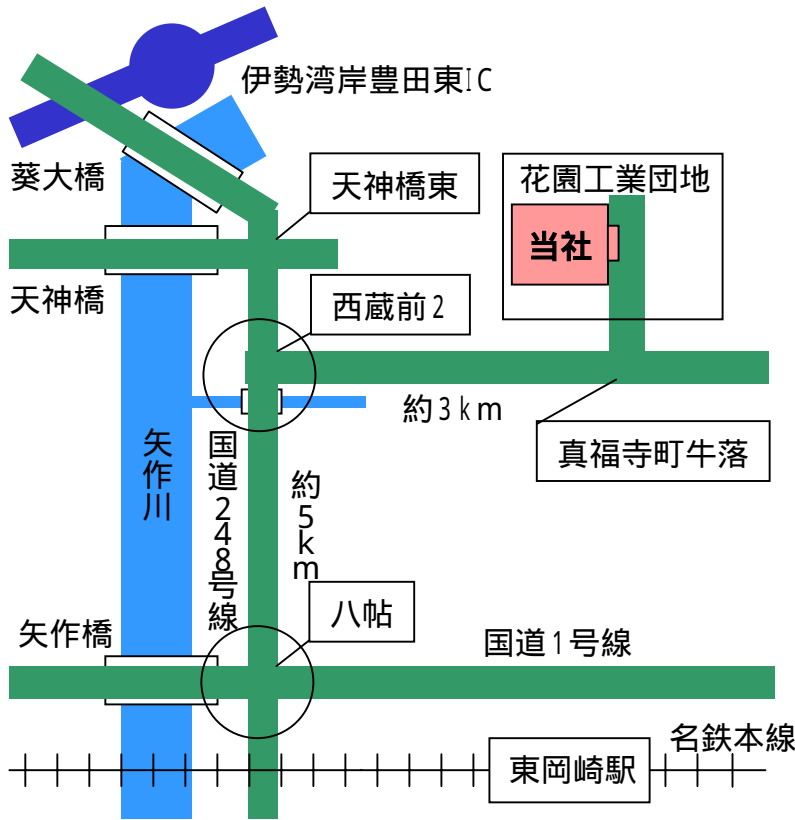 伊勢湾岸豊田東IC
葵大橋
天神橋東
花園工業団地
当社
天神橋
西蔵前2
約3km
真福寺町牛落
矢作川
国道248号線
約5km
八帖
矢作橋
国道1号線
名鉄本線
東岡崎駅